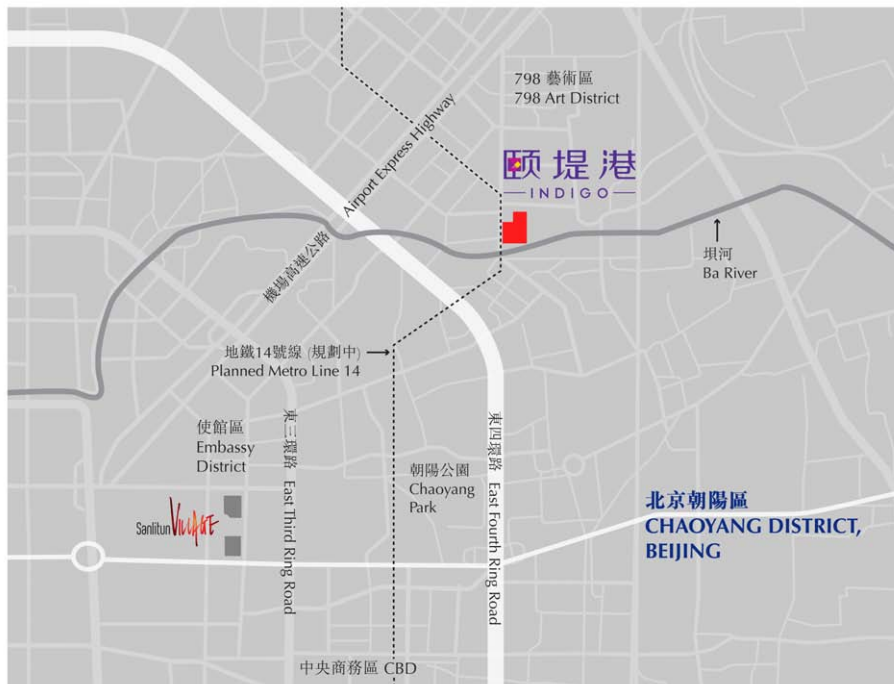 798 藝術區
798 Art District
Airport Express Highway
機場高速公路
颐堤港
INDIGO
壩河
Ba River
地鐵14號線 (規劃中)
Planned Metro Line 14
使館區
Embassy
District
東三環路 East Third Ring Road
朝陽公園
Chaoyang
Park
東四環路 East Fourth Ring Road
Sanlitun VILLAGE
北京朝陽區
CHAOYANG DISTRICT,
BEIJING
中央商務區 CBD